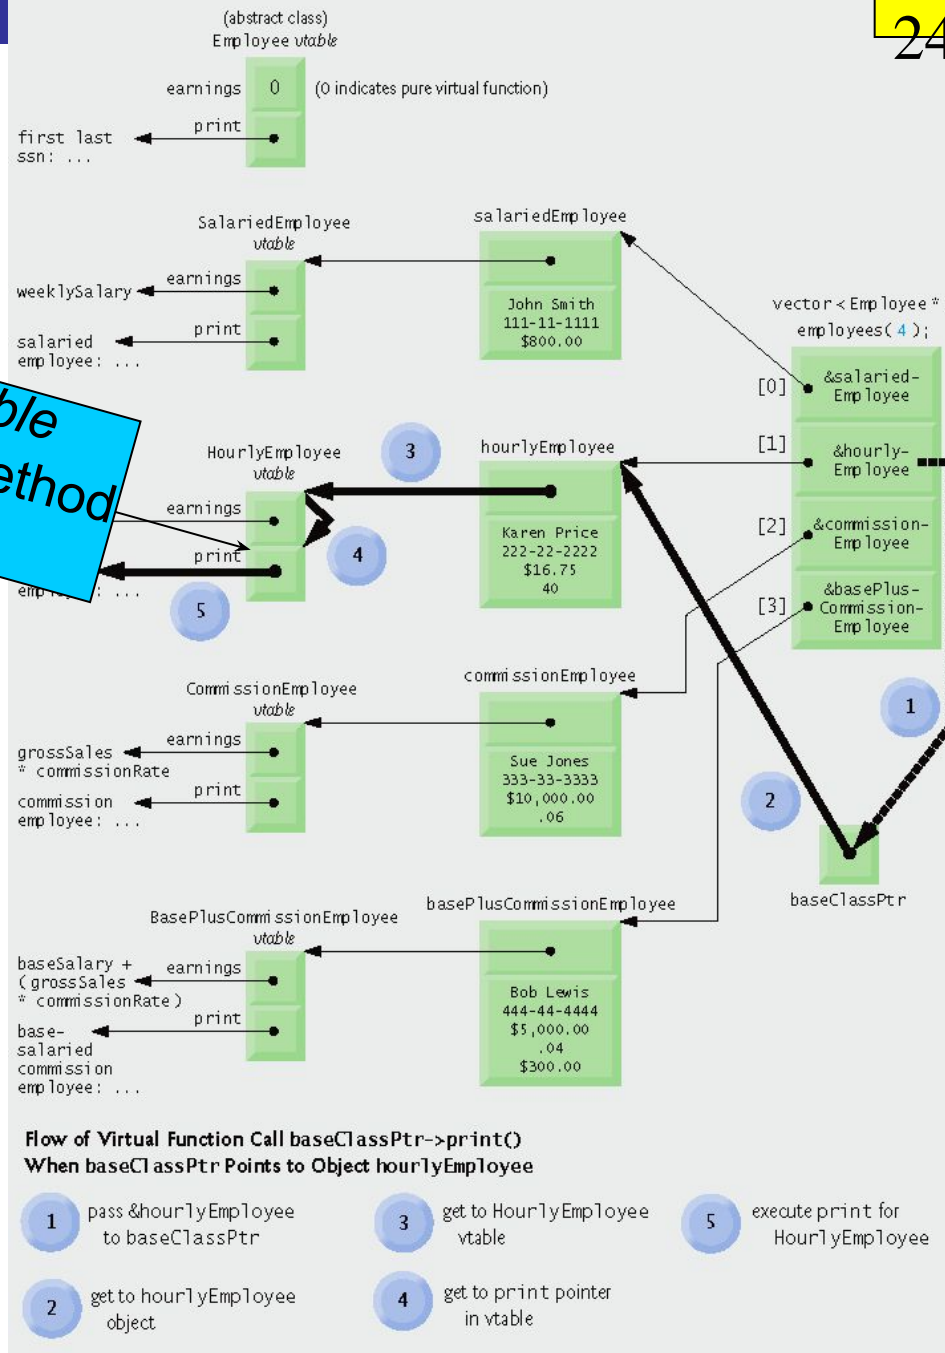 24
(abstract class)
Employee vtable
earnings
0
(0 indicates pure virtual function)
print
first last
ssn: ...
SalariedEmployee
vtable
salariedEmployee
earnings
weeklySalary
print
salaried
employee: ...
John Smith
111-11-1111
$800.00
vector < Employee *
employees( 4 );
[0]
&salaried-
Employee
[1]
&hourly-
Employee
[2]
&commission-
Employee
[3]
&basePlus-
Commission-
Employee
HourlyEmployee
vtable
3
hourlyEmployee
earnings
print
4
5
Karen Price
222-22-2222
$16.75
40
CommissionEmployee
vtable
commissionEmployee
earnings
grossSales
* commissionRate
print
commission
employee: ...
Sue Jones
333-33-3333
$10,000.00
.06
1
2
baseClassPtr
BasePlusCommissionEmployee
vtable
basePlusCommissionEmployee
earnings
baseSalary +
(grossSales
* commissionRate)
print
base-
salaried
commission
employee: ...
Bob Lewis
444-44-4444
$5,000.00
.04
$300.00
Flow of Virtual Function Call baseClassPtr->print()
When baseClassPtr Points to Object hourlyEmployee
1 pass &hourlyEmployee
to baseClassPtr
2 get to hourlyEmployee
object
3 get to HourlyEmployee
vtable
4 get to print pointer
in vtable
5 execute print for
HourlyEmployee